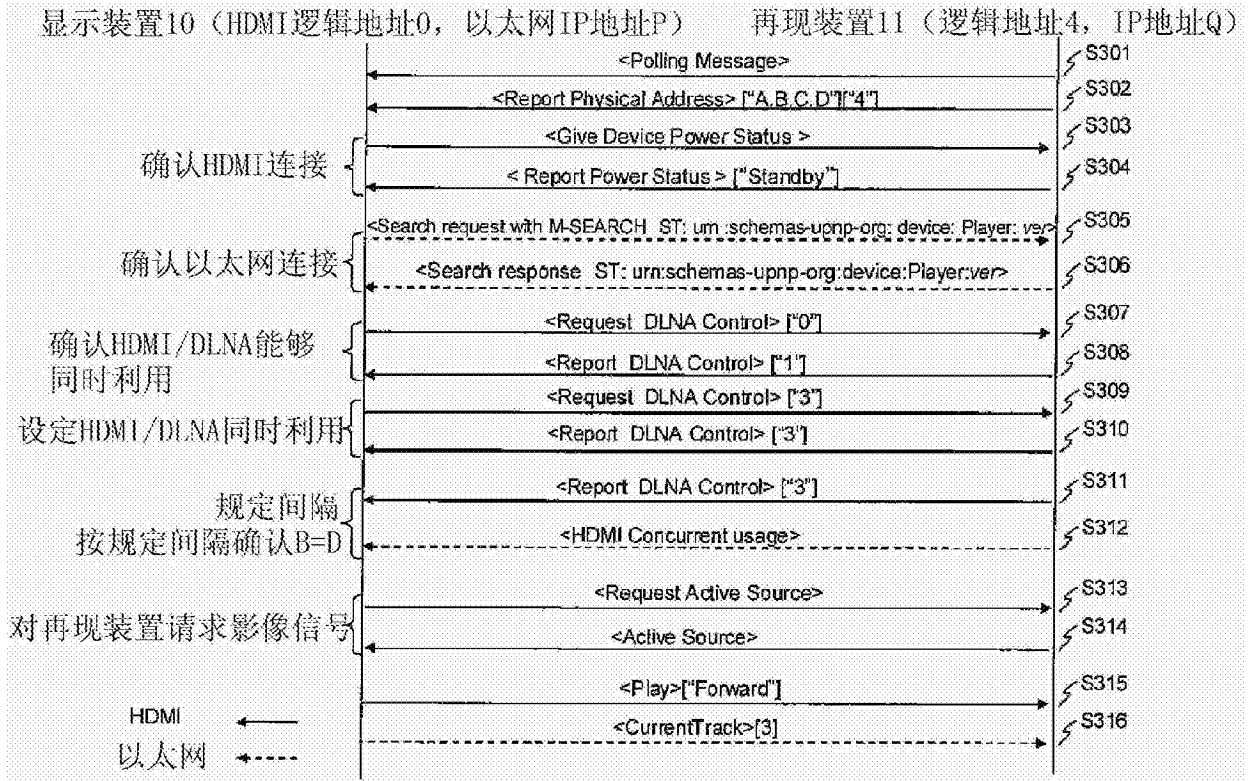 显示装置10（HDMI逻辑地址0，以太网IP地址P） 再现装置11（逻辑地址4，IP地址Q）
<Polling Message> S301
<Report Physical Address> ["A.B.C.D"]["4"] S302
<Give Device Power Status > S303
确认HDMI连接
< Report Power Status > ["Standby"] S304
<Search request with M-SEARCH ST: urn :schemas-upnp-org: device: Player: ver> S305
确认以太网连接
<Search response ST: urn:schemas-upnp-org:device:Player:ver> S306
<Request DLNA Control> ["0"] S307
确认HDMI/DLNA能够
同时利用
<Report DLNA Control> ["1"] S308
<Request DLNA Control> ["3"] S309
设定HDMI/DLNA同时利用
<Report DLNA Control> ["3"] S310
<Report DLNA Control> ["3"] S311
规定间隔
按规定间隔确认B=D
<HDMI Concurrent usage> S312
<Request Active Source> S313
对再现装置请求影像信号
<Active Source> S314
<Play>["Forward"] S315
HDMI
<CurrentTrack>[3] S316
以太网